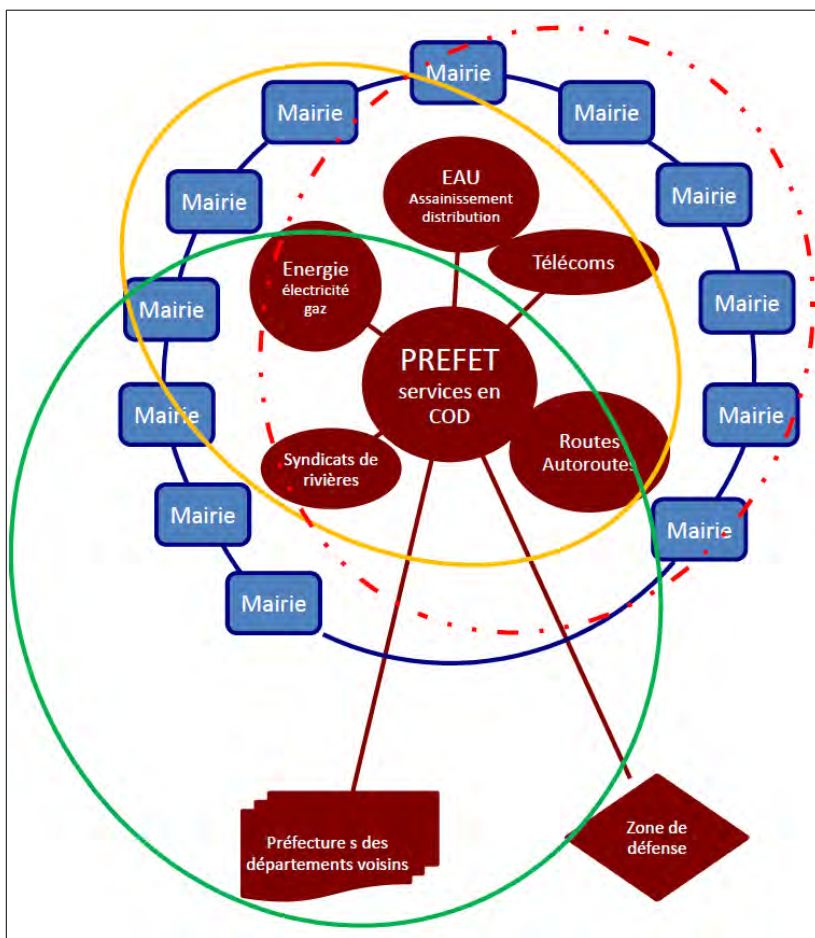 Mairie
Mairie
Mairie
Mairie
Mairie
Mairie
Mairie
Mairie
Mairie
Mairie
Mairie
Mairie
Mairie
EAU
Assainissement
distribution
Télécoms
Energie
électricité
gaz
PREFET
services en
COD
Routes
Autoroutes
Syndicats de
rivières
Préfecture s des
départements voisins
Zone de
défense